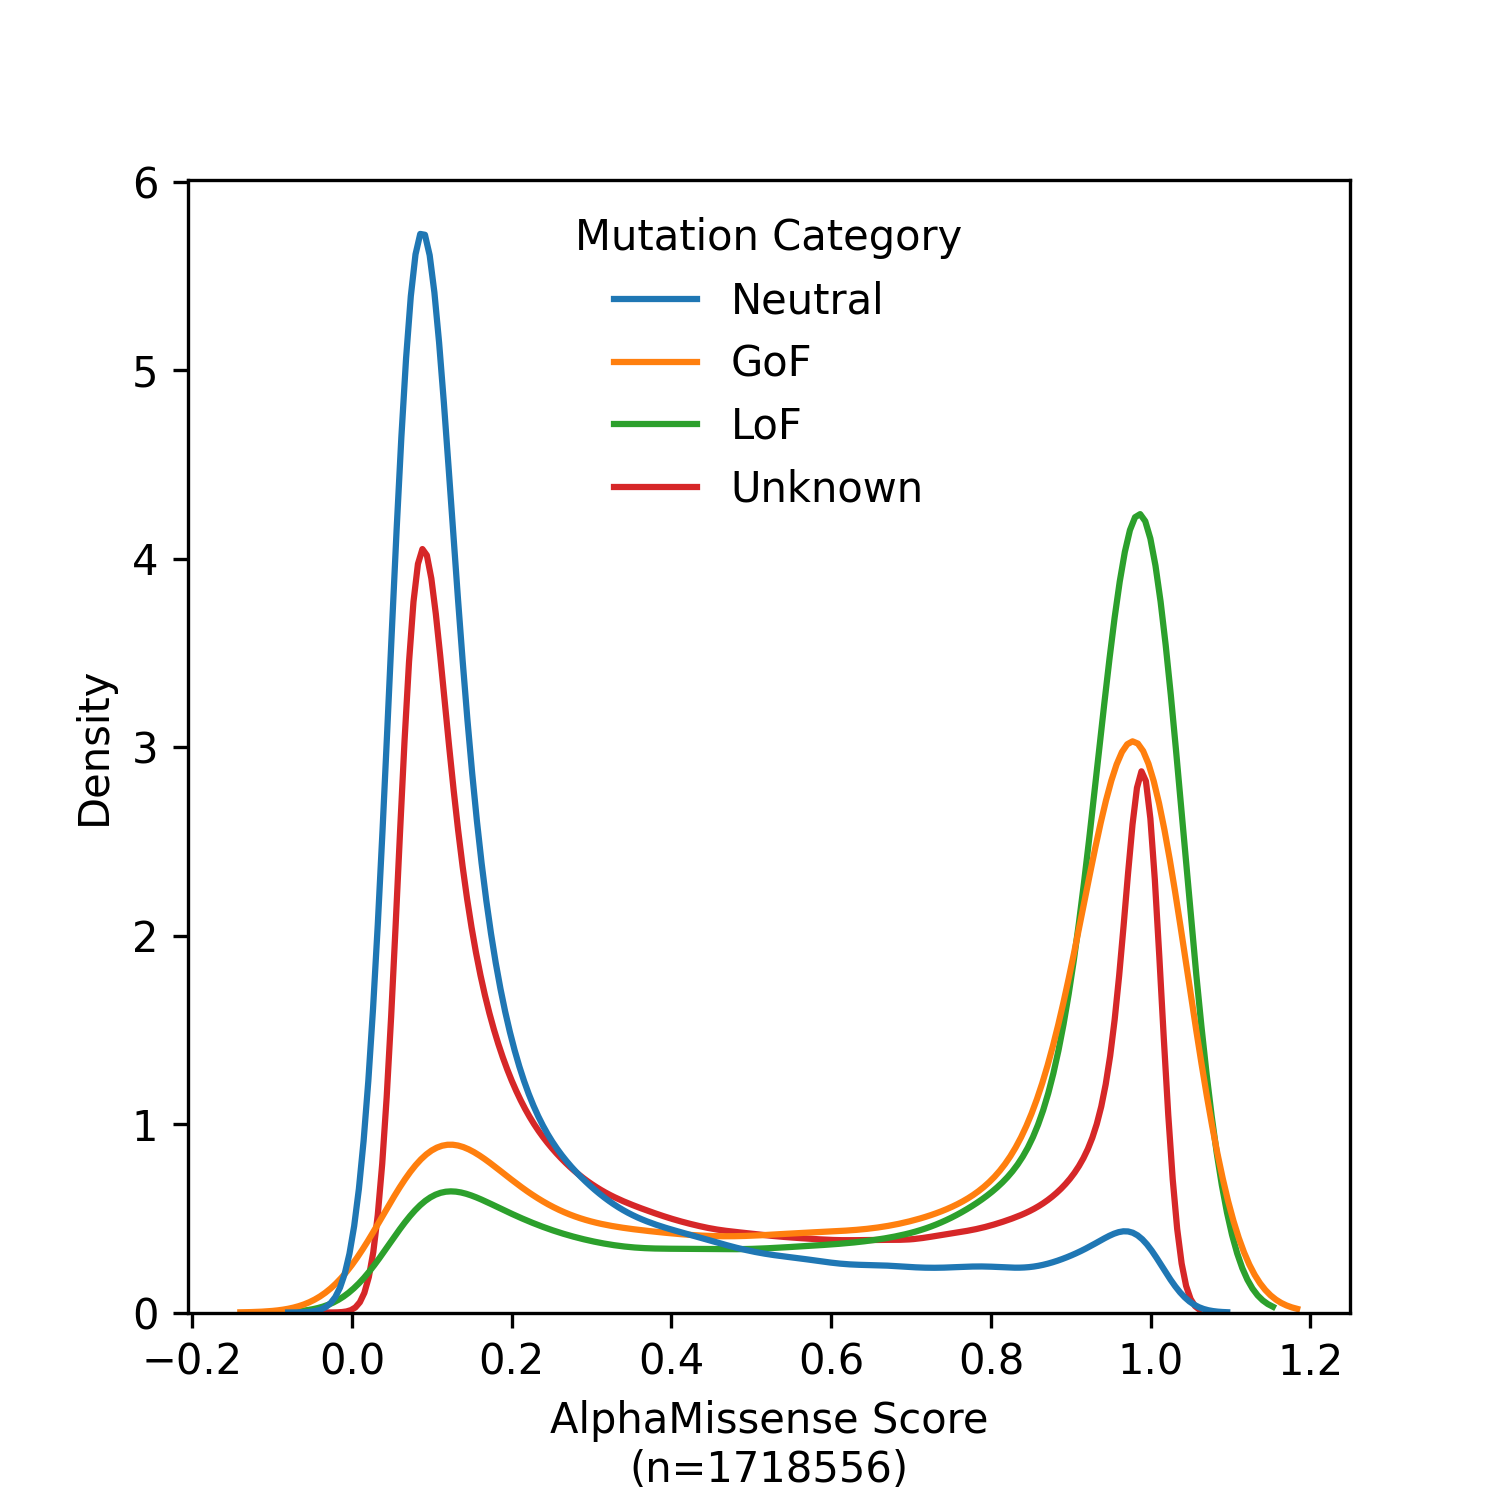 Mutation Category
Neutral
GoF
LoF
Unknown
Density
6
5
4
3
2
1
0
−0.2 0.0 0.2 0.4 0.6 0.8 1.0 1.2
AlphaMissense Score
(n=1718556)